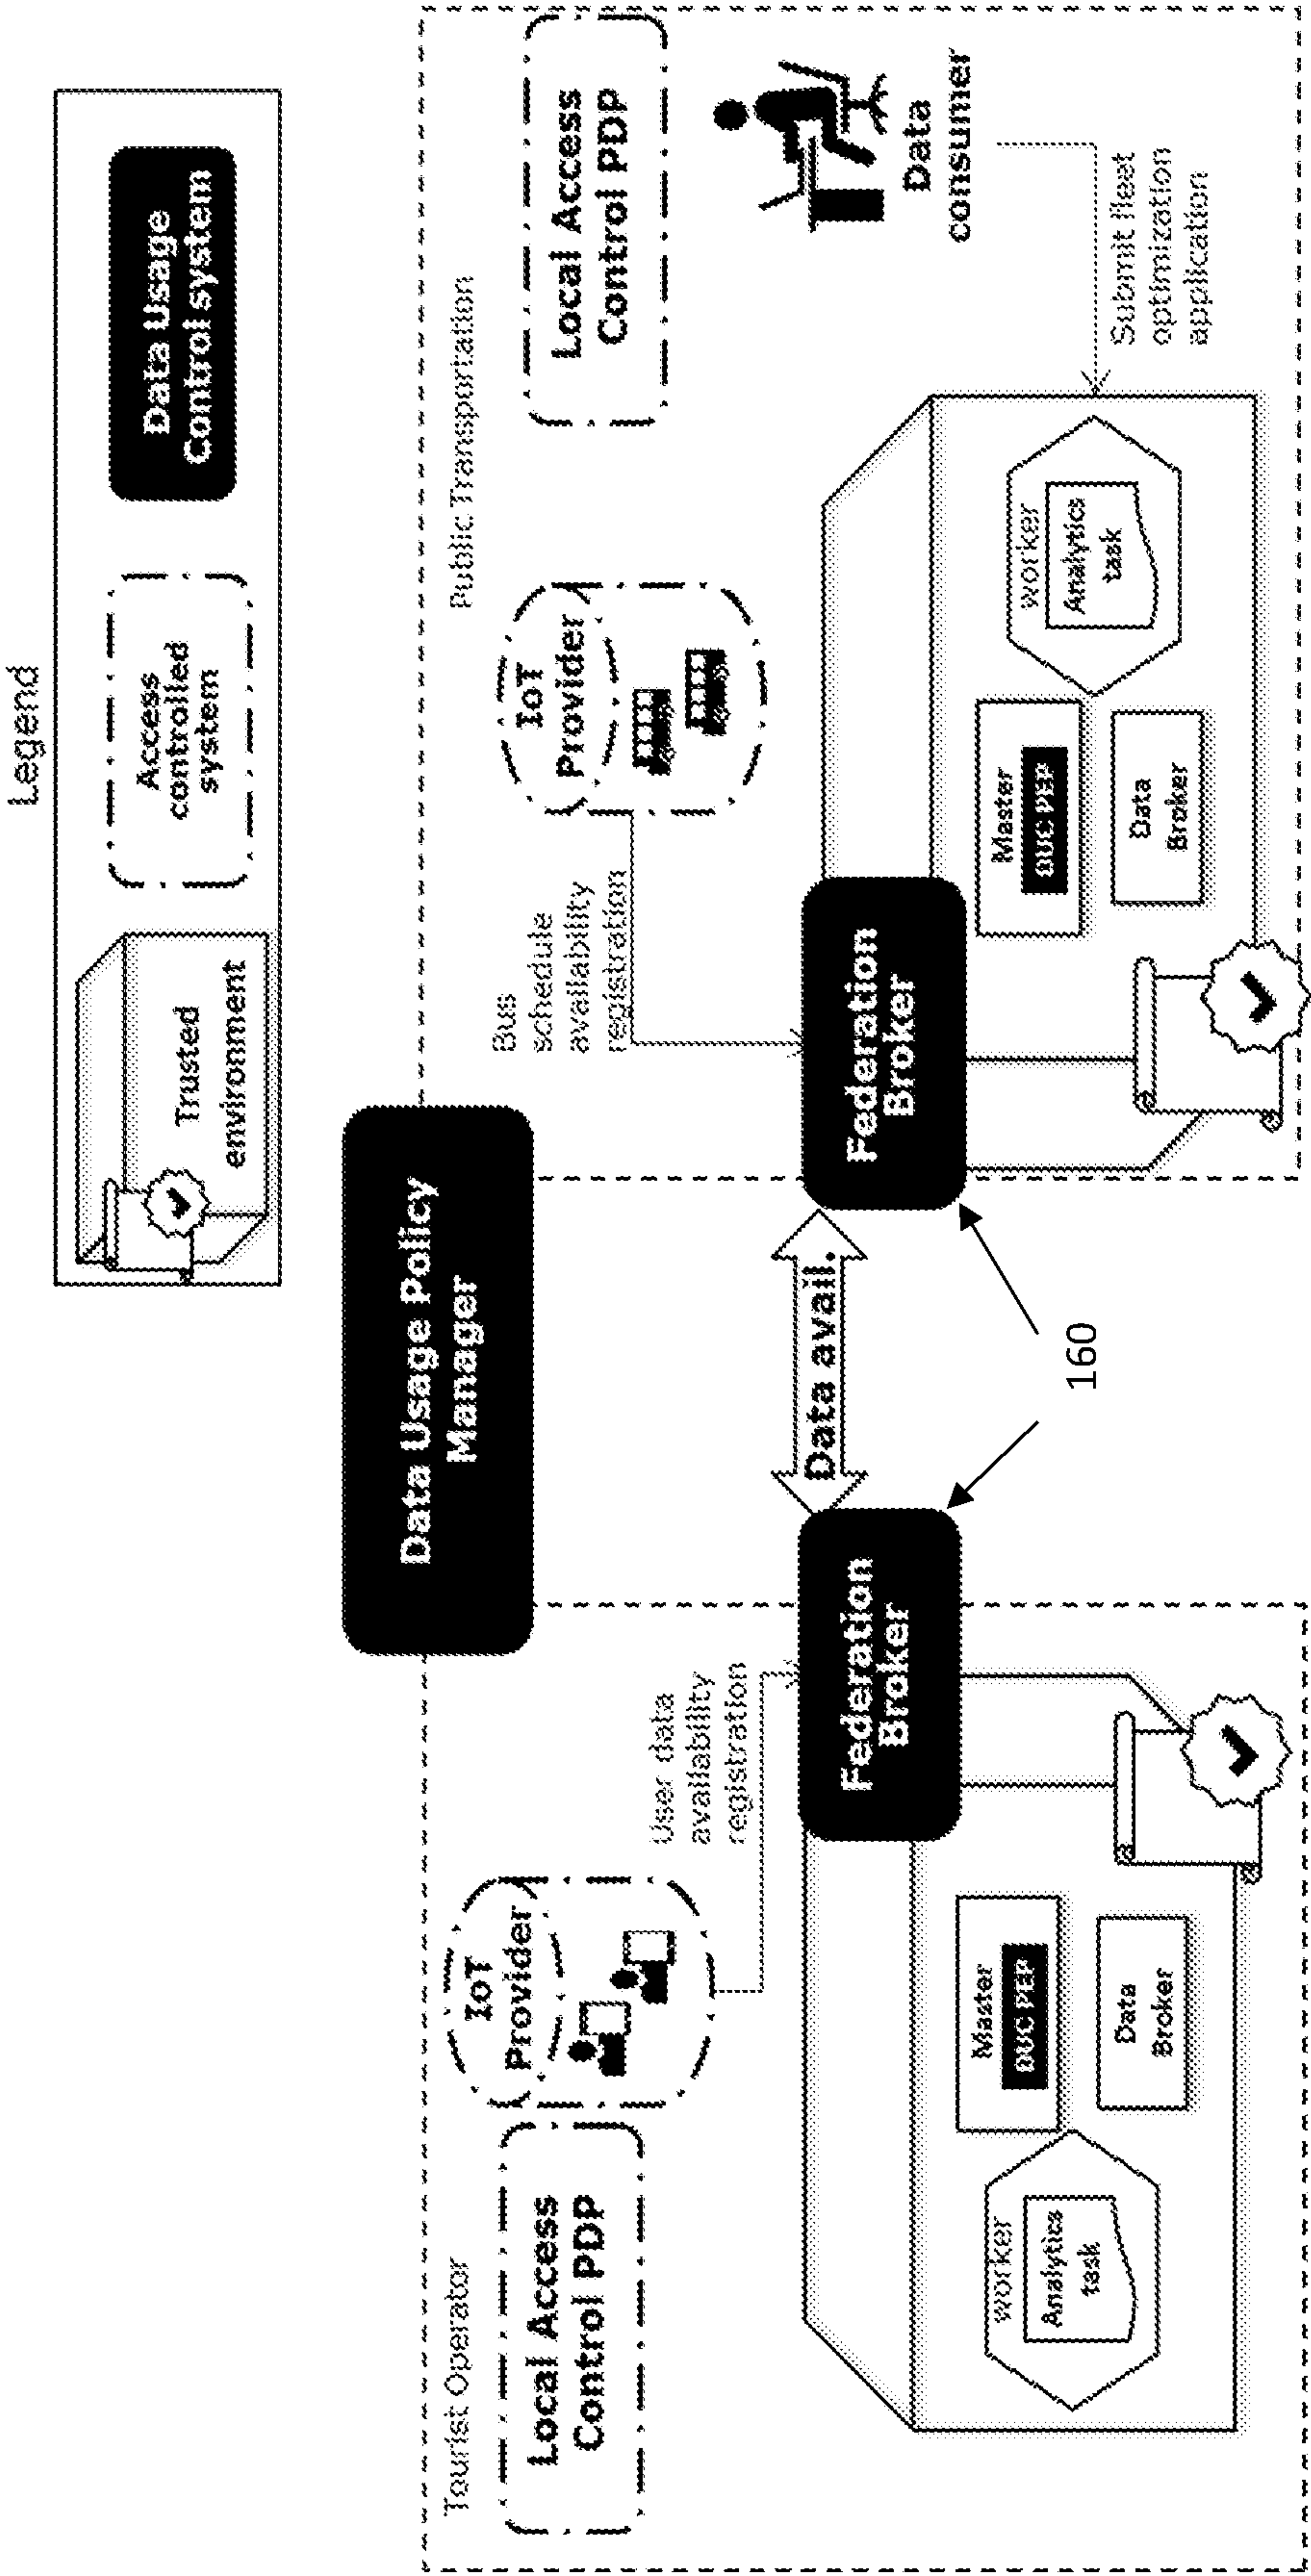 Legend
Trusted
environment
Access
controlled
system
Data Usage
Control system
Data Usage Policy
Manager
Tourist Operator
Local Access
Control PDP
IoT
Provider
User data
availability
registration
Federation
Broker
worker
Analytics
task
Master
DUC PEP
Data
Broker
Data avail.
160
Public Transportation
Bus
schedule
availability
registration
IoT
Provider
Local Access
Control PDP
Federation
Broker
Master
DUC PEP
Data
Broker
worker
Analytics
task
Data
consumer
Submit fleet
optimization
application